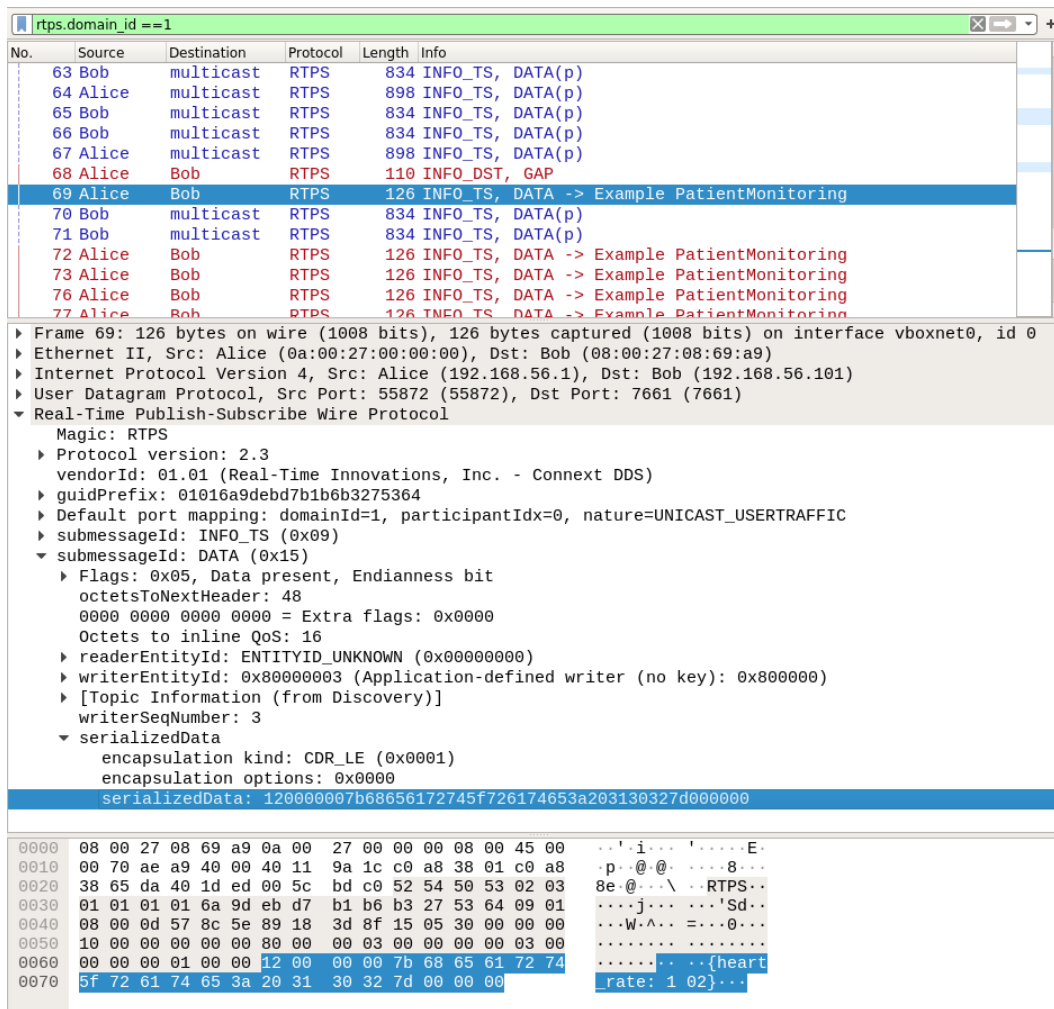 rtps.domain_id ==1
No. Source Destination Protocol Length Info
63 Bob multicast RTPS 834 INFO_TS, DATA(p)
64 Alice multicast RTPS 898 INFO_TS, DATA(p)
65 Bob multicast RTPS 834 INFO_TS, DATA(p)
66 Bob multicast RTPS 834 INFO_TS, DATA(p)
67 Alice multicast RTPS 898 INFO_TS, DATA(p)
68 Alice Bob RTPS 110 INFO_DST, GAP
69 Alice Bob RTPS 126 INFO_TS, DATA -> Example PatientMonitoring
70 Bob multicast RTPS 834 INFO_TS, DATA(p)
71 Bob multicast RTPS 834 INFO_TS, DATA(p)
72 Alice Bob RTPS 126 INFO_TS, DATA -> Example PatientMonitoring
73 Alice Bob RTPS 126 INFO_TS, DATA -> Example PatientMonitoring
76 Alice Bob RTPS 126 INFO_TS, DATA -> Example PatientMonitoring
77 Alice Bob RTPS 126 INFO_TS, DATA -> Example PatientMonitoring
Frame 69: 126 bytes on wire (1008 bits), 126 bytes captured (1008 bits) on interface vboxnet0, id 0
Ethernet II, Src: Alice (0a:00:27:00:00:00), Dst: Bob (08:00:27:08:69:a9)
Internet Protocol Version 4, Src: Alice (192.168.56.1), Dst: Bob (192.168.56.101)
User Datagram Protocol, Src Port: 55872 (55872), Dst Port: 7661 (7661)
Real-Time Publish-Subscribe Wire Protocol
Magic: RTPS
Protocol version: 2.3
vendorId: 01.01 (Real-Time Innovations, Inc. - Connext DDS)
guidPrefix: 01016a9debd7b1b6b3275364
Default port mapping: domainId=1, participantIdx=0, nature=UNICAST_USERTRAFFIC
submessageId: INFO_TS (0x09)
submessageId: DATA (0x15)
Flags: 0x05, Data present, Endianness bit
octetsToNextHeader: 48
0000 0000 0000 0000 = Extra flags: 0x0000
Octets to inline QoS: 16
readerEntityId: ENTITYID_UNKNOWN (0x00000000)
writerEntityId: 0x80000003 (Application-defined writer (no key): 0x800000)
[Topic Information (from Discovery)]
writerSeqNumber: 3
serializedData
encapsulation kind: CDR_LE (0x0001)
encapsulation options: 0x0000
serializedData: 120000007b68656172745f726174653a203130327d000000
0000 08 00 27 08 69 a9 0a 00 27 00 00 00 08 00 45 00 ··'·i··· '·····E·
0010 00 70 ae a9 40 00 40 11 9a 1c c0 a8 38 01 c0 a8 ·p··@·@· ····8···
0020 38 65 da 40 1d ed 00 5c bd c0 52 54 50 53 02 03 8e·@···\ ··RTPS··
0030 01 01 01 01 6a 9d eb d7 b1 b6 b3 27 53 64 09 01 ····j··· ···'Sd··
0040 08 00 0d 57 8c 5e 89 18 3d 8f 15 05 30 00 00 00 ···W·^·· =···0···
0050 10 00 00 00 00 00 80 00 00 03 00 00 00 00 03 00 ········ ········
0060 00 00 00 01 00 00 12 00 00 00 7b 68 65 61 72 74 ········ ··{heart
0070 5f 72 61 74 65 3a 20 31 30 32 7d 00 00 00 _rate: 1 02}···